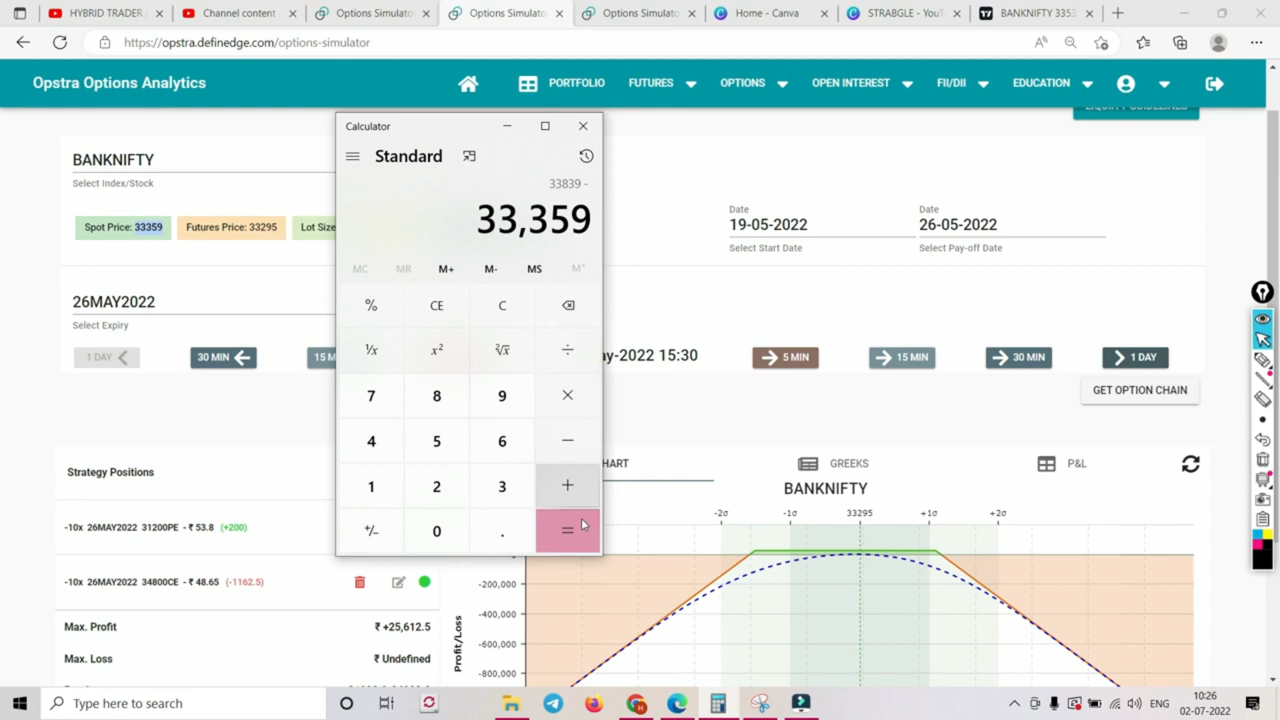 HYBRID TRADER
Channel content -
Options Simulato
Options Simulato
Options Simulato
Home - Canva
STRABGLE - YouT
BANKNIFTY 3353
https://opstra.definedge.com/options-simulator
Opstra Options Analytics
PORTFOLIO
FUTURES
OPTIONS
OPEN INTEREST
FII/DII
EDUCATION
EQUITY GUIDELINES
BANKNIFTY
Select Index/Stock
Spot Price: 33359
Futures Price: 33295
Lot Size
Date
19-05-2022
Select Start Date
Date
26-05-2022
Select Pay-off Date
26MAY2022
Select Expiry
1 DAY
30 MIN
15 M
ay-2022 15:30
5 MIN
15 MIN
30 MIN
1 DAY
GET OPTION CHAIN
Calculator
Standard
33839 -
33,359
MC MR M+ M- MS M˅
% CE C
¹/x x² ²√x ÷
7 8 9 ×
4 5 6 −
1 2 3 +
+/− 0 . =
Strategy Positions
-10x 26MAY2022 31200PE - ₹ 53.8 (+200)
-10x 26MAY2022 34800CE - ₹ 48.65 (-1162.5)
Max. Profit ₹ +25,612.5
Max. Loss ₹ Undefined
HART
GREEKS
P&L
BANKNIFTY
-2σ -1σ 33295 +1σ +2σ
-200,000
-400,000
-600,000
-800,000
Profit/Loss
Type here to search
ENG
10:26
02-07-2022